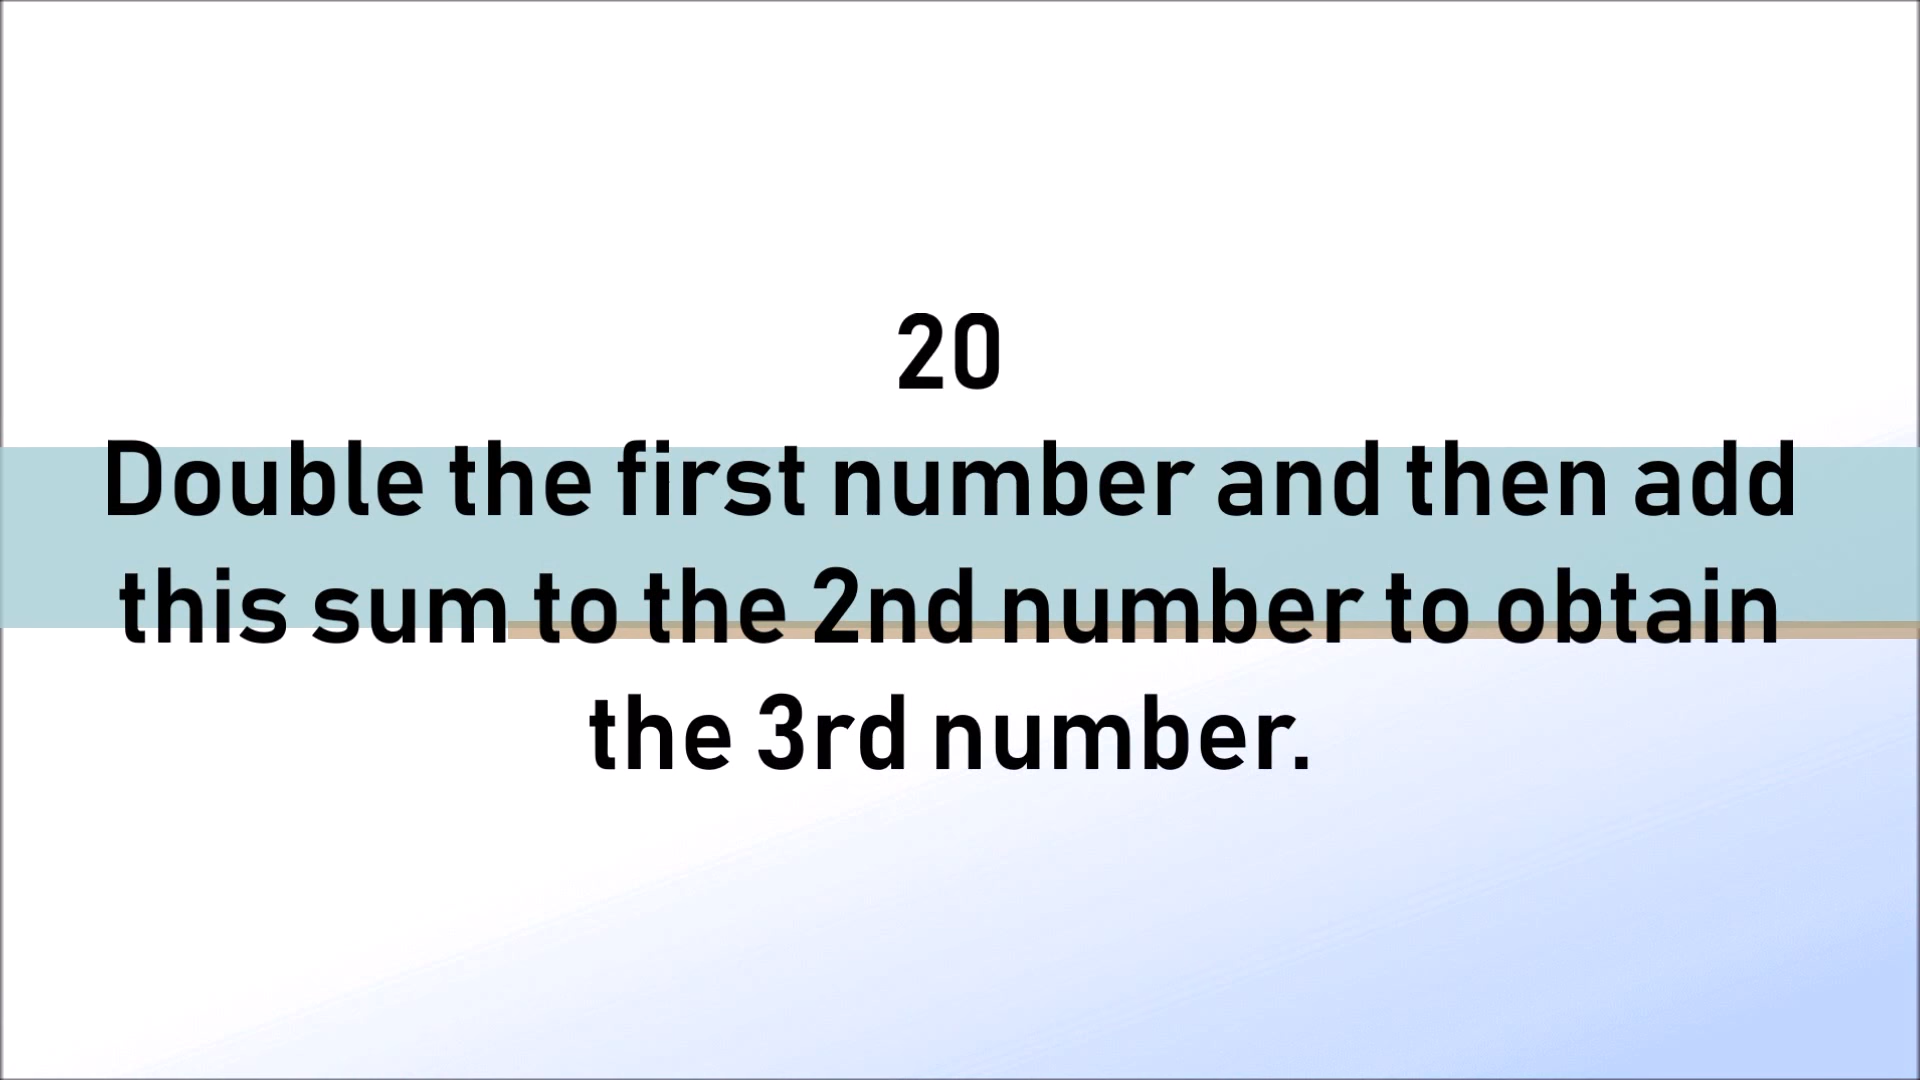 20
Double the first number and then add
this sum to the 2nd number to obtain
the 3rd number.